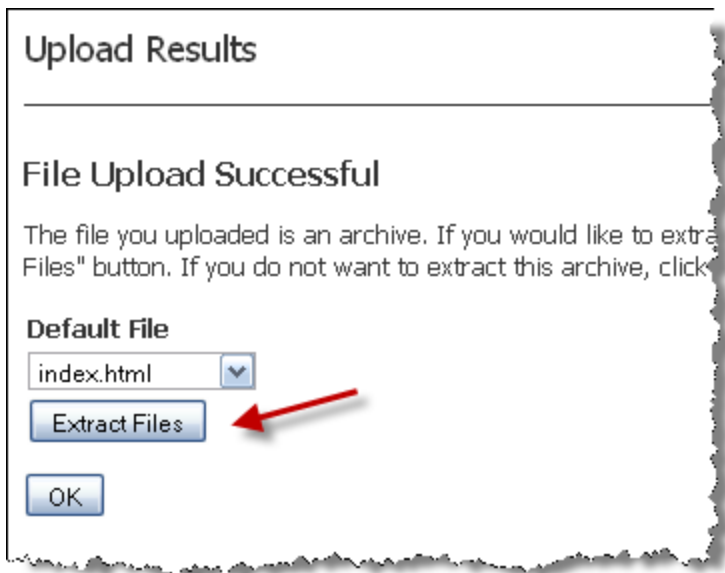 Upload Results
File Upload Successful
The file you uploaded is an archive. If you would like to
Files" button. If you do not want to extract this archive, click
Default File
index.html
Extract Files
OK